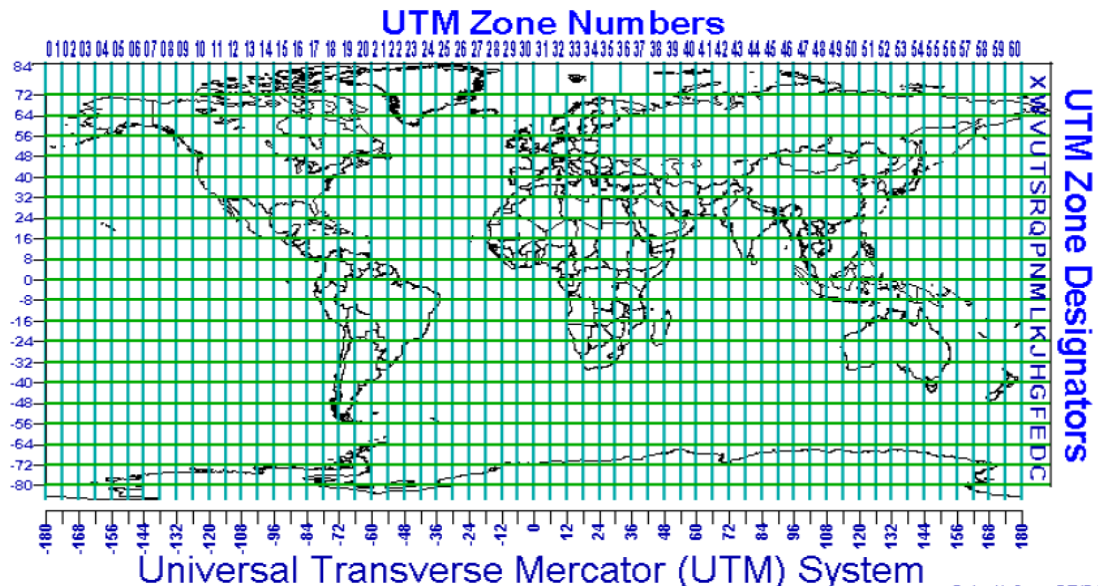 UTM Zone Numbers
01 02 03 04 05 06 07 08 09 10 11 12 13 14 15 16 17 18 19 20 21 22 23 24 25 26 27 28 29 30 31 32 33 34 35 36 37 38 39 40 41 42 43 44 45 46 47 48 49 50 51 52 53 54 55 56 57 58 59 60
84
72
64
56
48
40
32
24
16
8
0
-8
-16
-24
-32
-40
-48
-56
-64
-72
-80
X
W
V
U
T
S
R
Q
P
N
M
L
K
J
H
G
F
E
D
C
UTM Zone Designators
-180 -168 -156 -144 -132 -120 -108 -96 -84 -72 -60 -48 -36 -24 -12 0 12 24 36 48 60 72 84 96 108 120 132 144 156 168 180
Universal Transverse Mercator (UTM) System